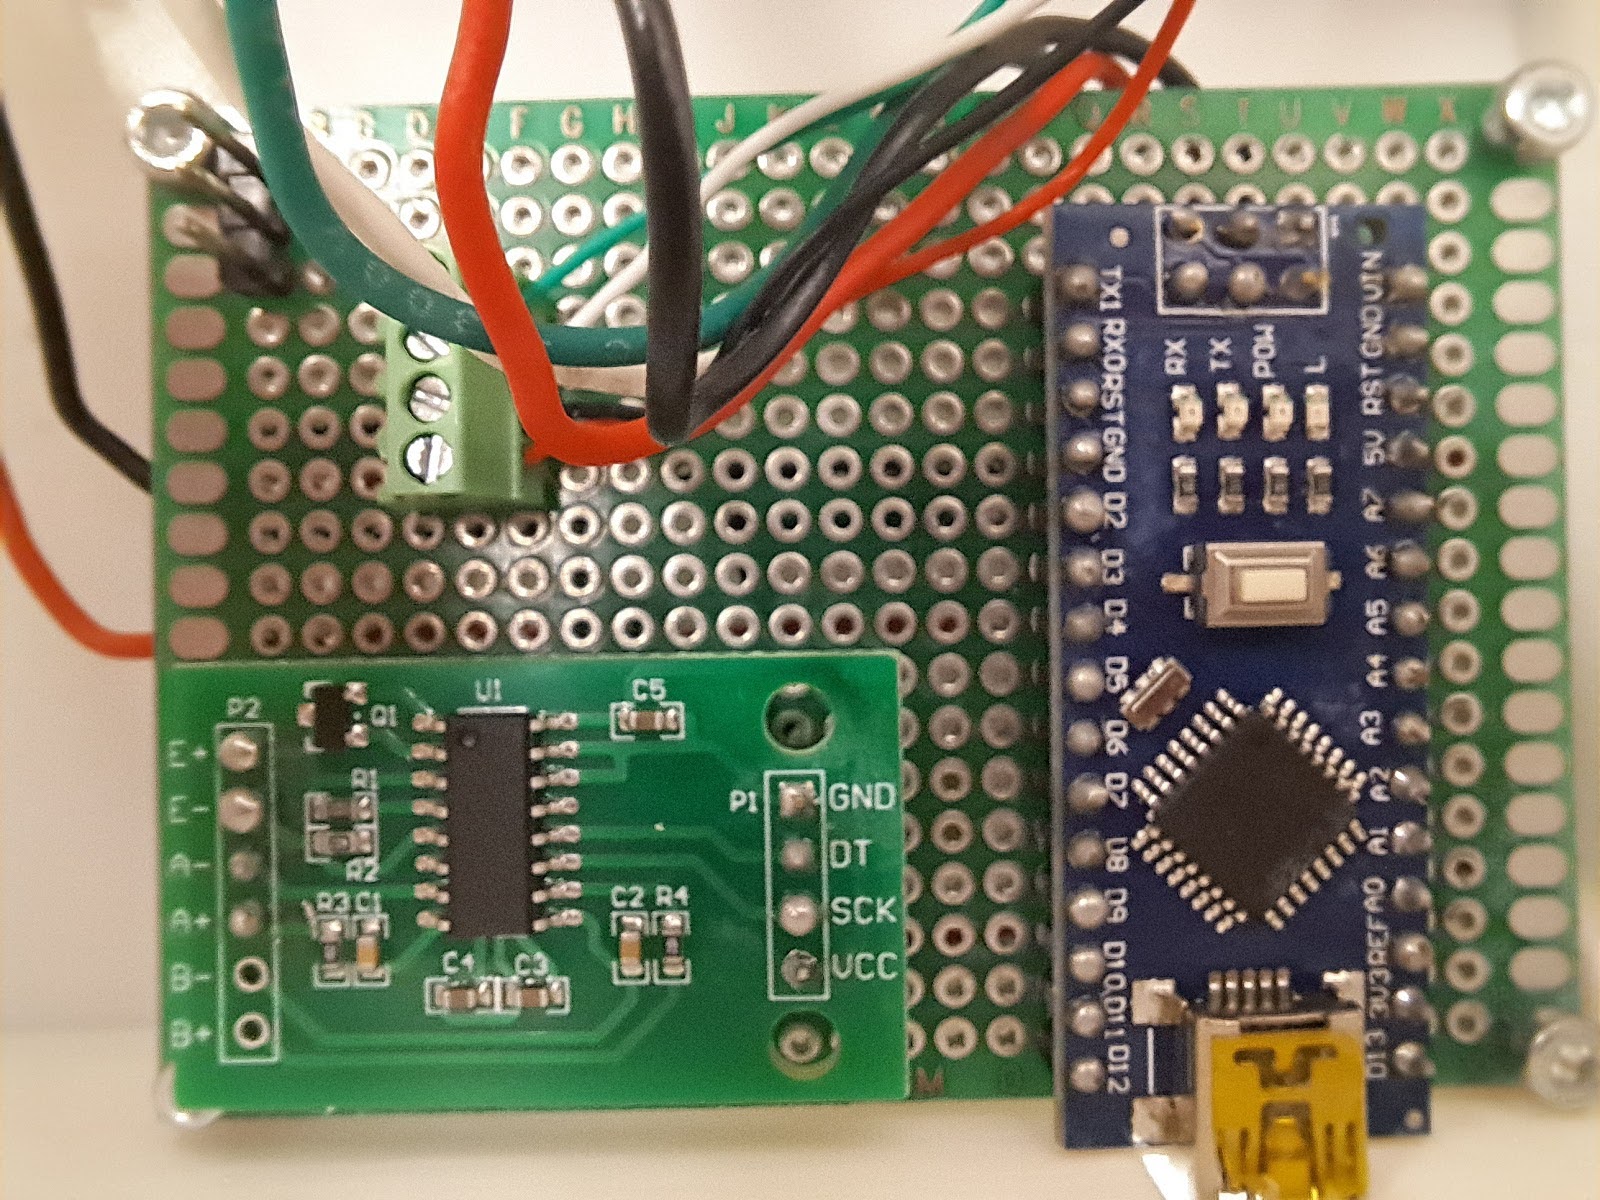 D F G H J S T U V W X
P2
E+
E-
A-
A+
B-
B+
Q1
R1
R2
R3 C1
U1
C5
C4 C3
C2 R4
P1
GND
DT
SCK
VCC
M
TX1
RX0
RST
GND
D2
D3
D4
D5
D6
D7
D8
D9
D10
D11
D12
1
RX
TX
POW
L
VIN
GND
RST
5V
A7
A6
A5
A4
A3
A2
A1
A0
REF
3V3
D13